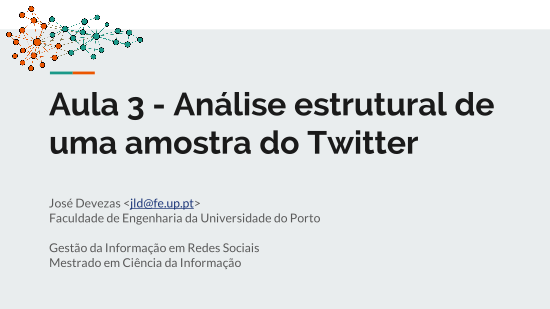 Aula 3 - Análise estrutural de
uma amostra do Twitter
José Devezas <jld@fe.up.pt>
Faculdade de Engenharia da Universidade do Porto
Gestão da Informação em Redes Sociais
Mestrado em Ciência da Informação